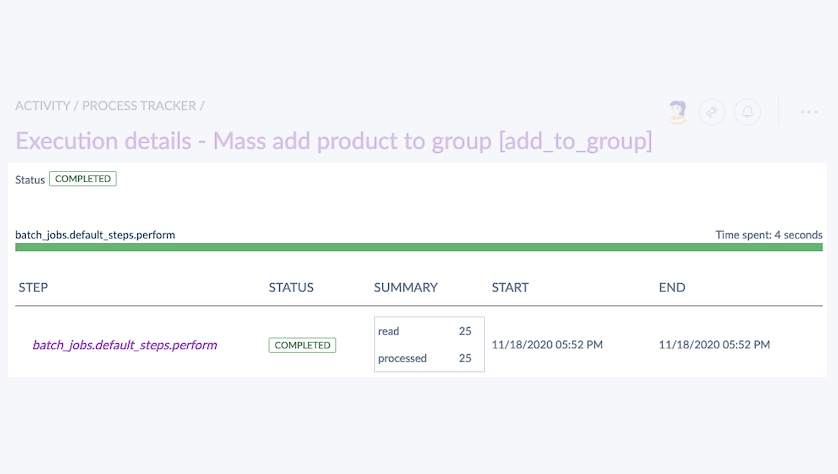 ACTIVITY / PROCESS TRACKER /
Execution details - Mass add product to group [add_to_group]
Status COMPLETED
batch_jobs.default_steps.perform Time spent: 4 seconds
STEP STATUS SUMMARY START END
read 25
batch_jobs.default_steps.perform COMPLETED 11/18/2020 05:52 PM 11/18/2020 05:52 PM
processed 25